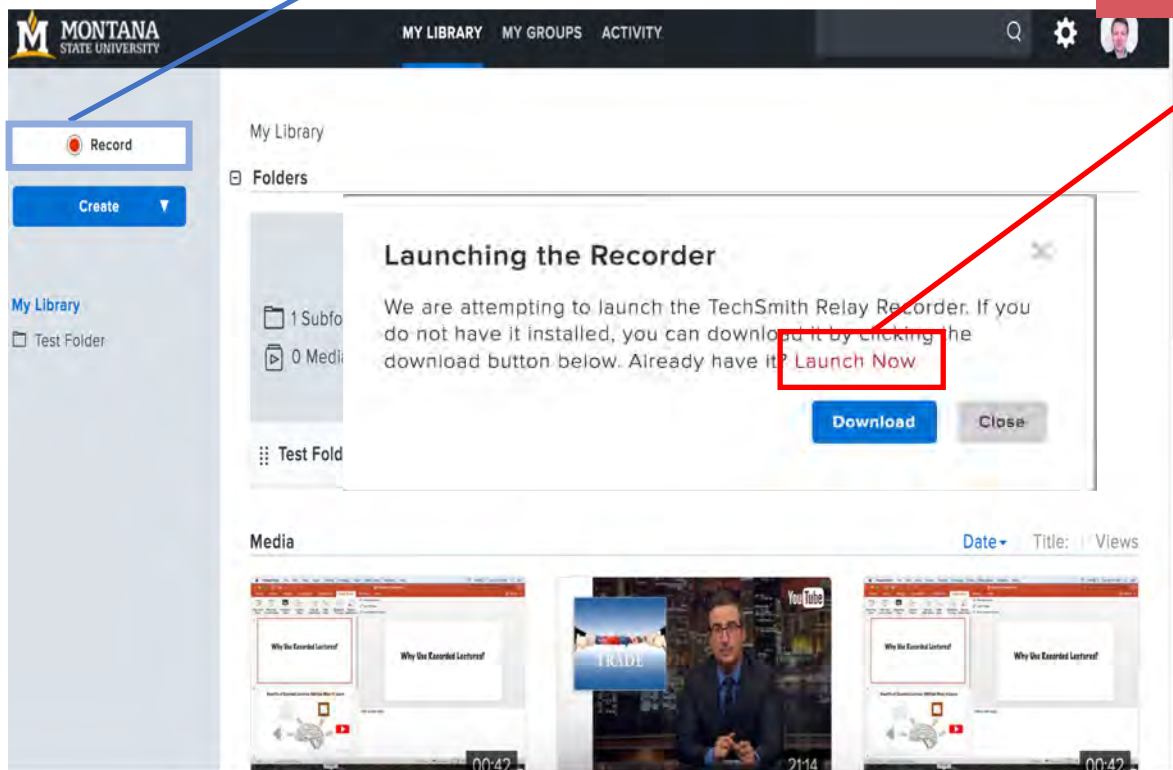 MONTANA
STATE UNIVERSITY
MY LIBRARY MY GROUPS ACTIVITY
Record
Create
My Library
Test Folder
My Library
Folders
1 Subfo
0 Media
Test Fold
Launching the Recorder
We are attempting to launch the TechSmith Relay Recorder. If you
do not have it installed, you can download it by clicking the
download button below. Already have it? Launch Now
Download Close
Media
Date Title: Views
Why Use Recorded Lectures?
Why Use Recorded Lectures?
00:42
TRADE
YouTube
21:14
Why Use Recorded Lectures?
Why Use Recorded Lectures?
00:42